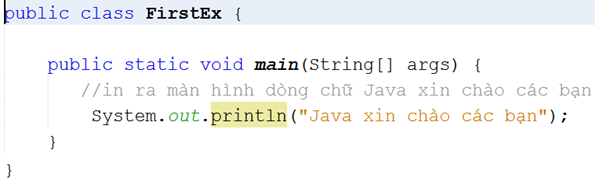 public class FirstEx {
public static void main(String[] args) {
//in ra màn hình dòng chữ Java xin chào các bạn
System.out.println("Java xin chào các bạn");
}
}